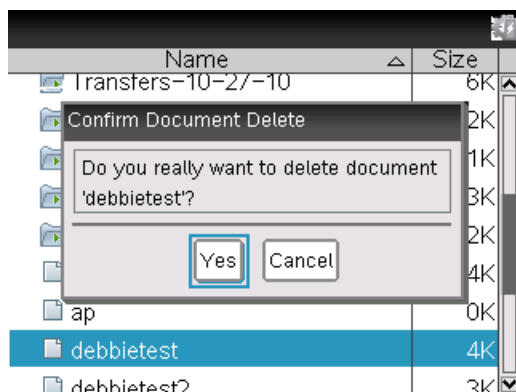 Name Size
Transfers-10-27-10 6K
Confirm Document Delete 2K
Do you really want to delete document 1K
'debbietest'? 3K
2K
Yes Cancel 4K
ap 0K
debbietest 4K
debbietest2 3K